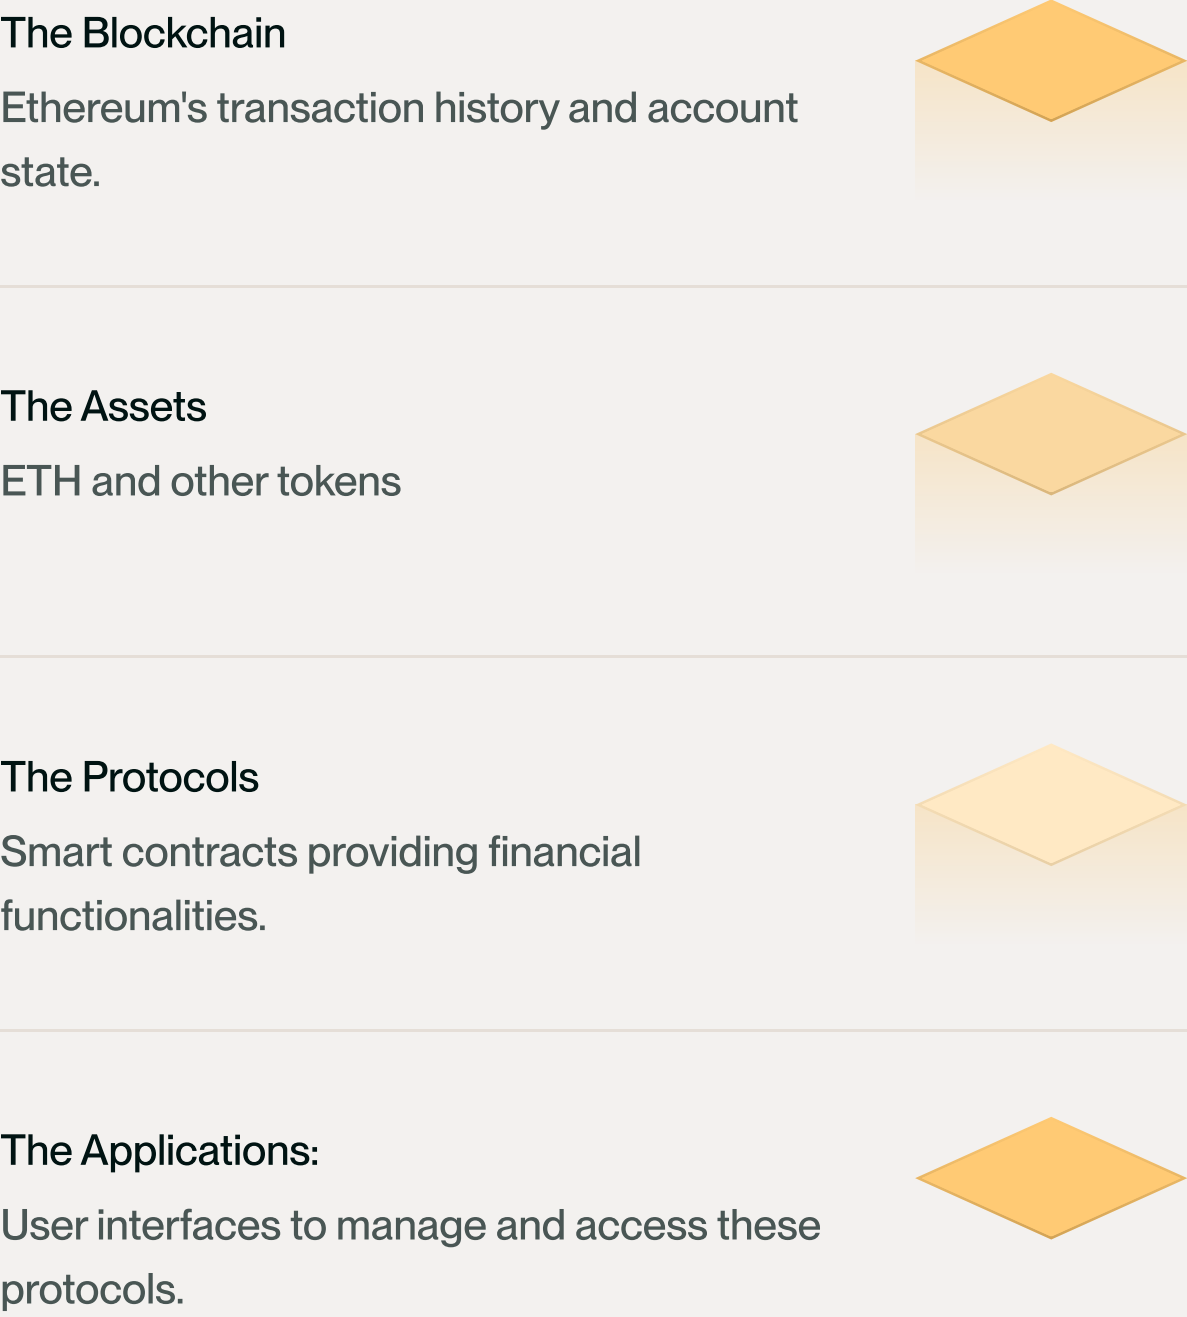 The Blockchain
Ethereum's transaction history and account
state.
The Assets
ETH and other tokens
The Protocols
Smart contracts providing financial
functionalities.
The Applications:
User interfaces to manage and access these
protocols.